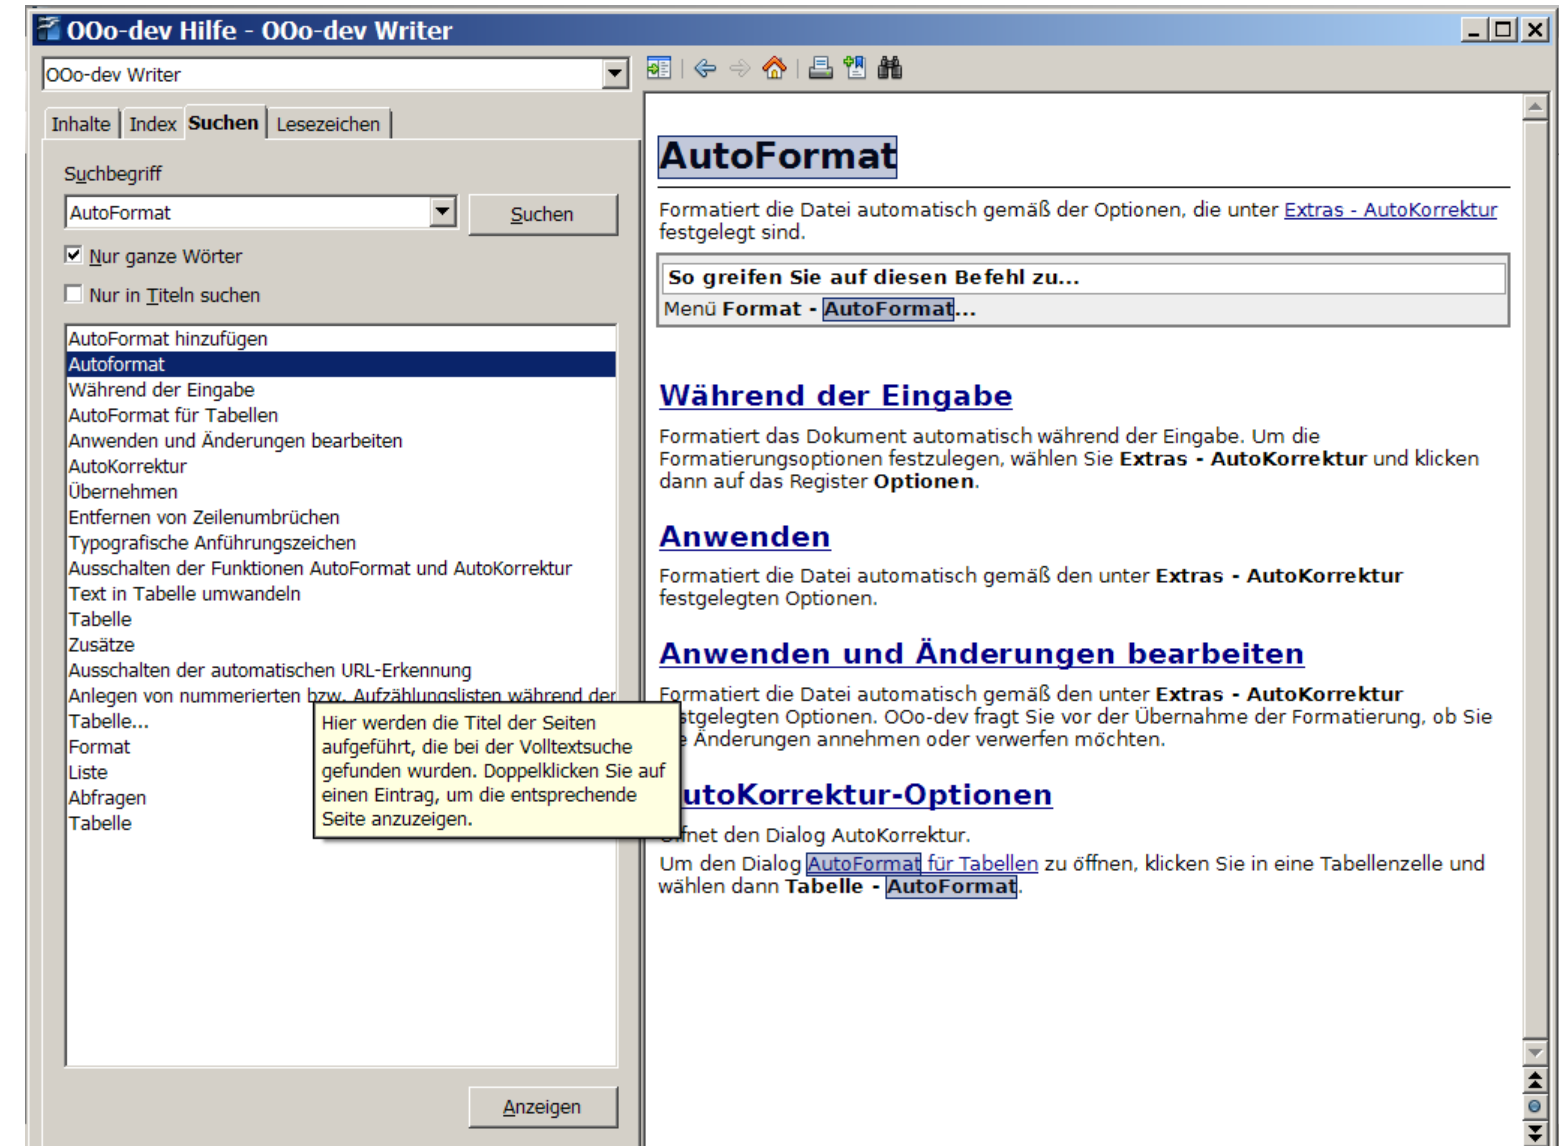 OOo-dev Hilfe - OOo-dev Writer
OOo-dev Writer
Inhalte Index Suchen Lesezeichen
Suchbegriff
AutoFormat
Suchen
Nur ganze Wörter
Nur in Titeln suchen
AutoFormat hinzufügen
Autoformat
Während der Eingabe
AutoFormat für Tabellen
Anwenden und Änderungen bearbeiten
AutoKorrektur
Übernehmen
Entfernen von Zeilenumbrüchen
Typografische Anführungszeichen
Ausschalten der Funktionen AutoFormat und AutoKorrektur
Text in Tabelle umwandeln
Tabelle
Zusätze
Ausschalten der automatischen URL-Erkennung
Anlegen von nummerierten bzw. Aufzählungslisten während der
Tabelle...
Format
Liste
Abfragen
Tabelle
Hier werden die Titel der Seiten
aufgeführt, die bei der Volltextsuche
gefunden wurden. Doppelklicken Sie auf
einen Eintrag, um die entsprechende
Seite anzuzeigen.
Anzeigen
AutoFormat
Formatiert die Datei automatisch gemäß der Optionen, die unter Extras - AutoKorrektur
festgelegt sind.
So greifen Sie auf diesen Befehl zu...
Menü Format - AutoFormat...
Während der Eingabe
Formatiert das Dokument automatisch während der Eingabe. Um die
Formatierungsoptionen festzulegen, wählen Sie Extras - AutoKorrektur und klicken
dann auf das Register Optionen.
Anwenden
Formatiert die Datei automatisch gemäß den unter Extras - AutoKorrektur
festgelegten Optionen.
Anwenden und Änderungen bearbeiten
Formatiert die Datei automatisch gemäß den unter Extras - AutoKorrektur
stgelegten Optionen. OOo-dev fragt Sie vor der Übernahme der Formatierung, ob Sie
Änderungen annehmen oder verwerfen möchten.
utoKorrektur-Optionen
ffnet den Dialog AutoKorrektur.
Um den Dialog AutoFormat für Tabellen zu öffnen, klicken Sie in eine Tabellenzelle und
wählen dann Tabelle - AutoFormat.